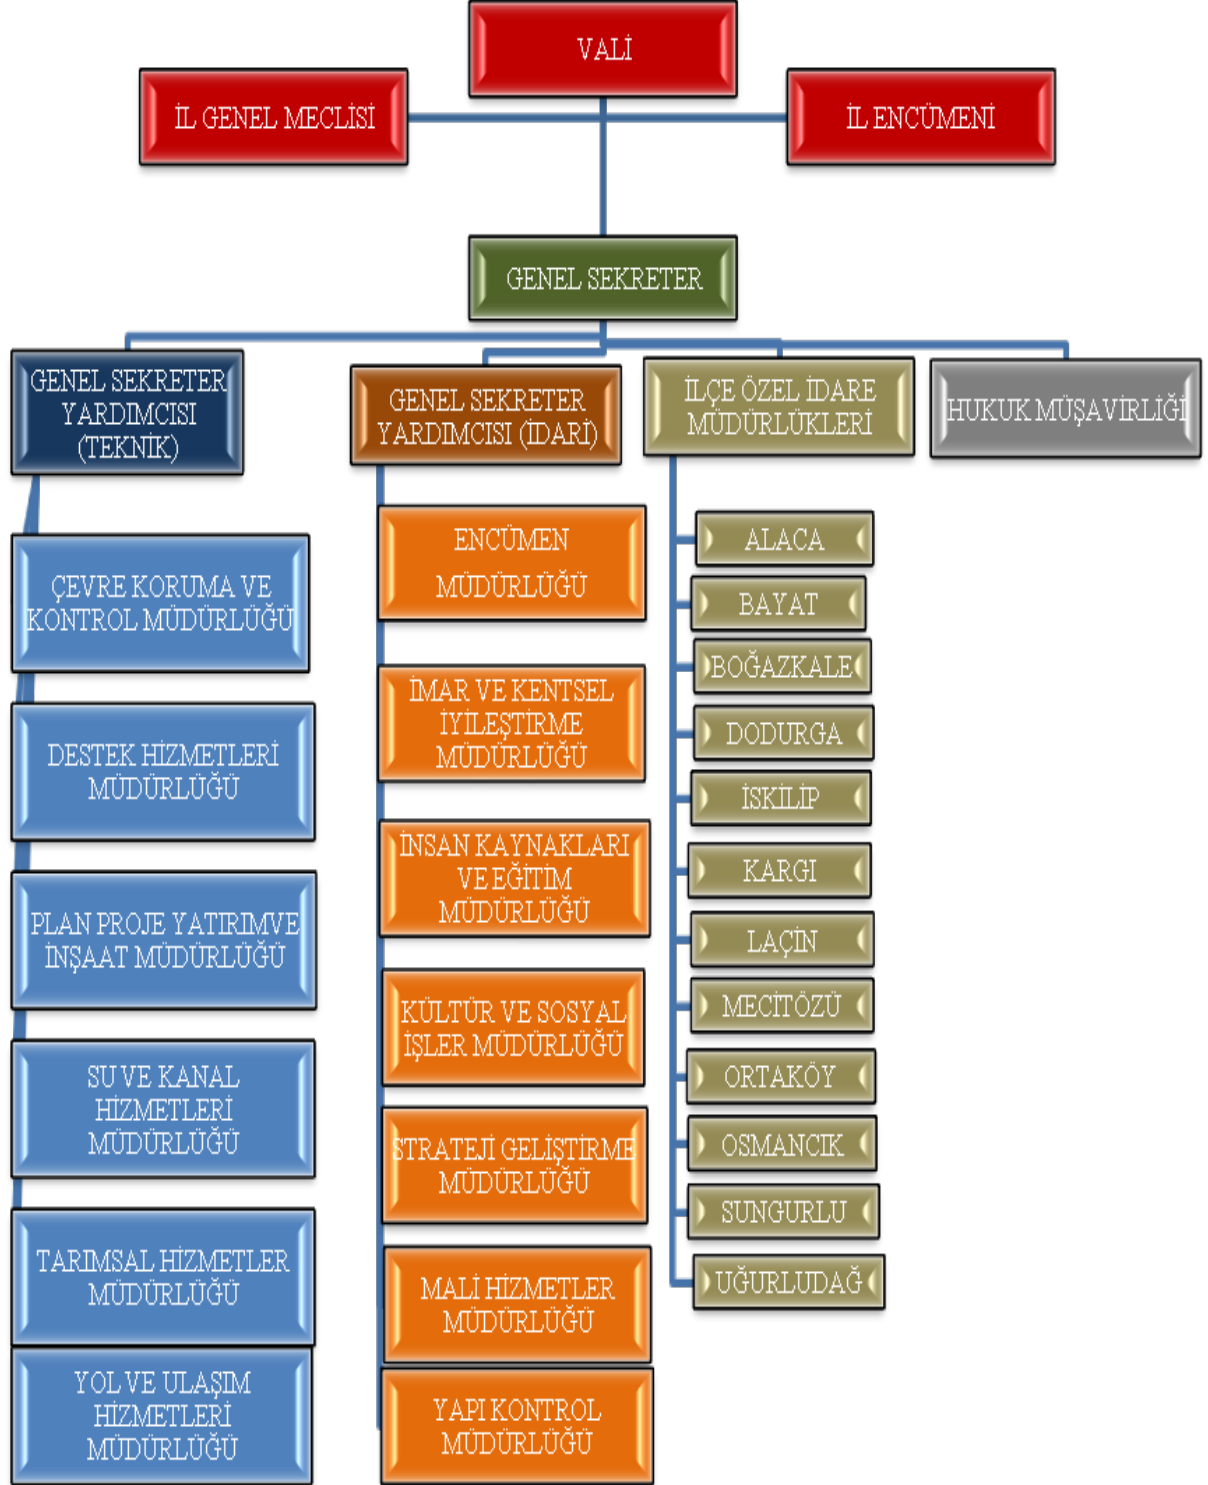 VALİ
İL GENEL MECLİSİ
İL ENCÜMENİ
GENEL SEKRETER
GENEL SEKRETER
YARDIMCISI
(TEKNİK)
GENEL SEKRETER
YARDIMCISI (İDARİ)
İLÇE ÖZEL İDARE
MÜDÜRLÜKLERİ
HUKUK MÜŞAVİRLİĞİ
ÇEVRE KORUMA VE
KONTROL MÜDÜRLÜĞÜ
DESTEK HİZMETLERİ
MÜDÜRLÜĞÜ
PLAN PROJE YATIRIMVE
İNŞAAT MÜDÜRLÜĞÜ
SU VE KANAL
HİZMETLERİ
MÜDÜRLÜĞÜ
TARIMSAL HİZMETLER
MÜDÜRLÜĞÜ
YOL VE ULAŞIM
HİZMETLERİ
MÜDÜRLÜĞÜ
ENCÜMEN
MÜDÜRLÜĞÜ
İMAR VE KENTSEL
İYİLEŞTİRME
MÜDÜRLÜĞÜ
İNSAN KAYNAKLARI
VE EĞİTİM
MÜDÜRLÜĞÜ
KÜLTÜR VE SOSYAL
İŞLER MÜDÜRLÜĞÜ
STRATEJİ GELİŞTİRME
MÜDÜRLÜĞÜ
MALİ HİZMETLER
MÜDÜRLÜĞÜ
YAPI KONTROL
MÜDÜRLÜĞÜ
ALACA
BAYAT
BOĞAZKALE
DODURGA
İSKİLİP
KARGI
LAÇİN
MECİTÖZÜ
ORTAKÖY
OSMANCIK
SUNGURLU
UĞURLUDAĞ